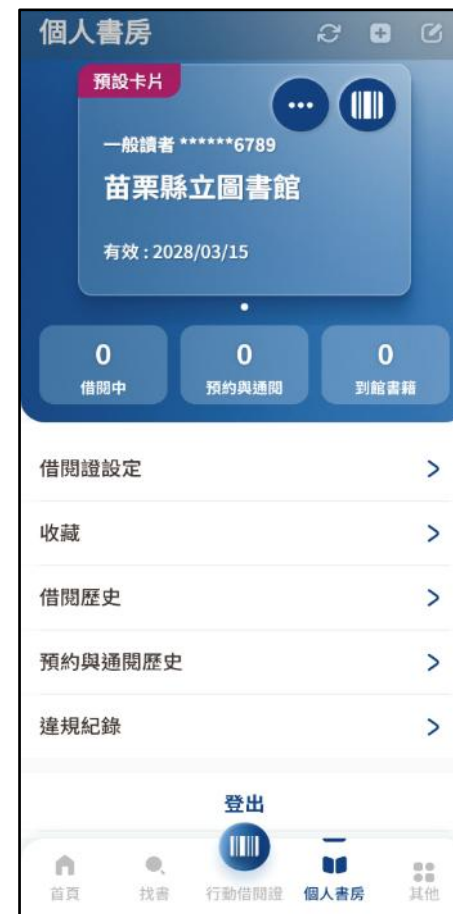 個人書房
預設卡片
一般讀者 ******6789
苗栗縣立圖書館
有效 : 2028/03/15
0 0 0
借閱中 預約與通閱 到館書籍
借閱證設定
收藏
借閱歷史
預約與通閱歷史
違規紀錄
登出
首頁 找書 行動借閱證 個人書房 其他